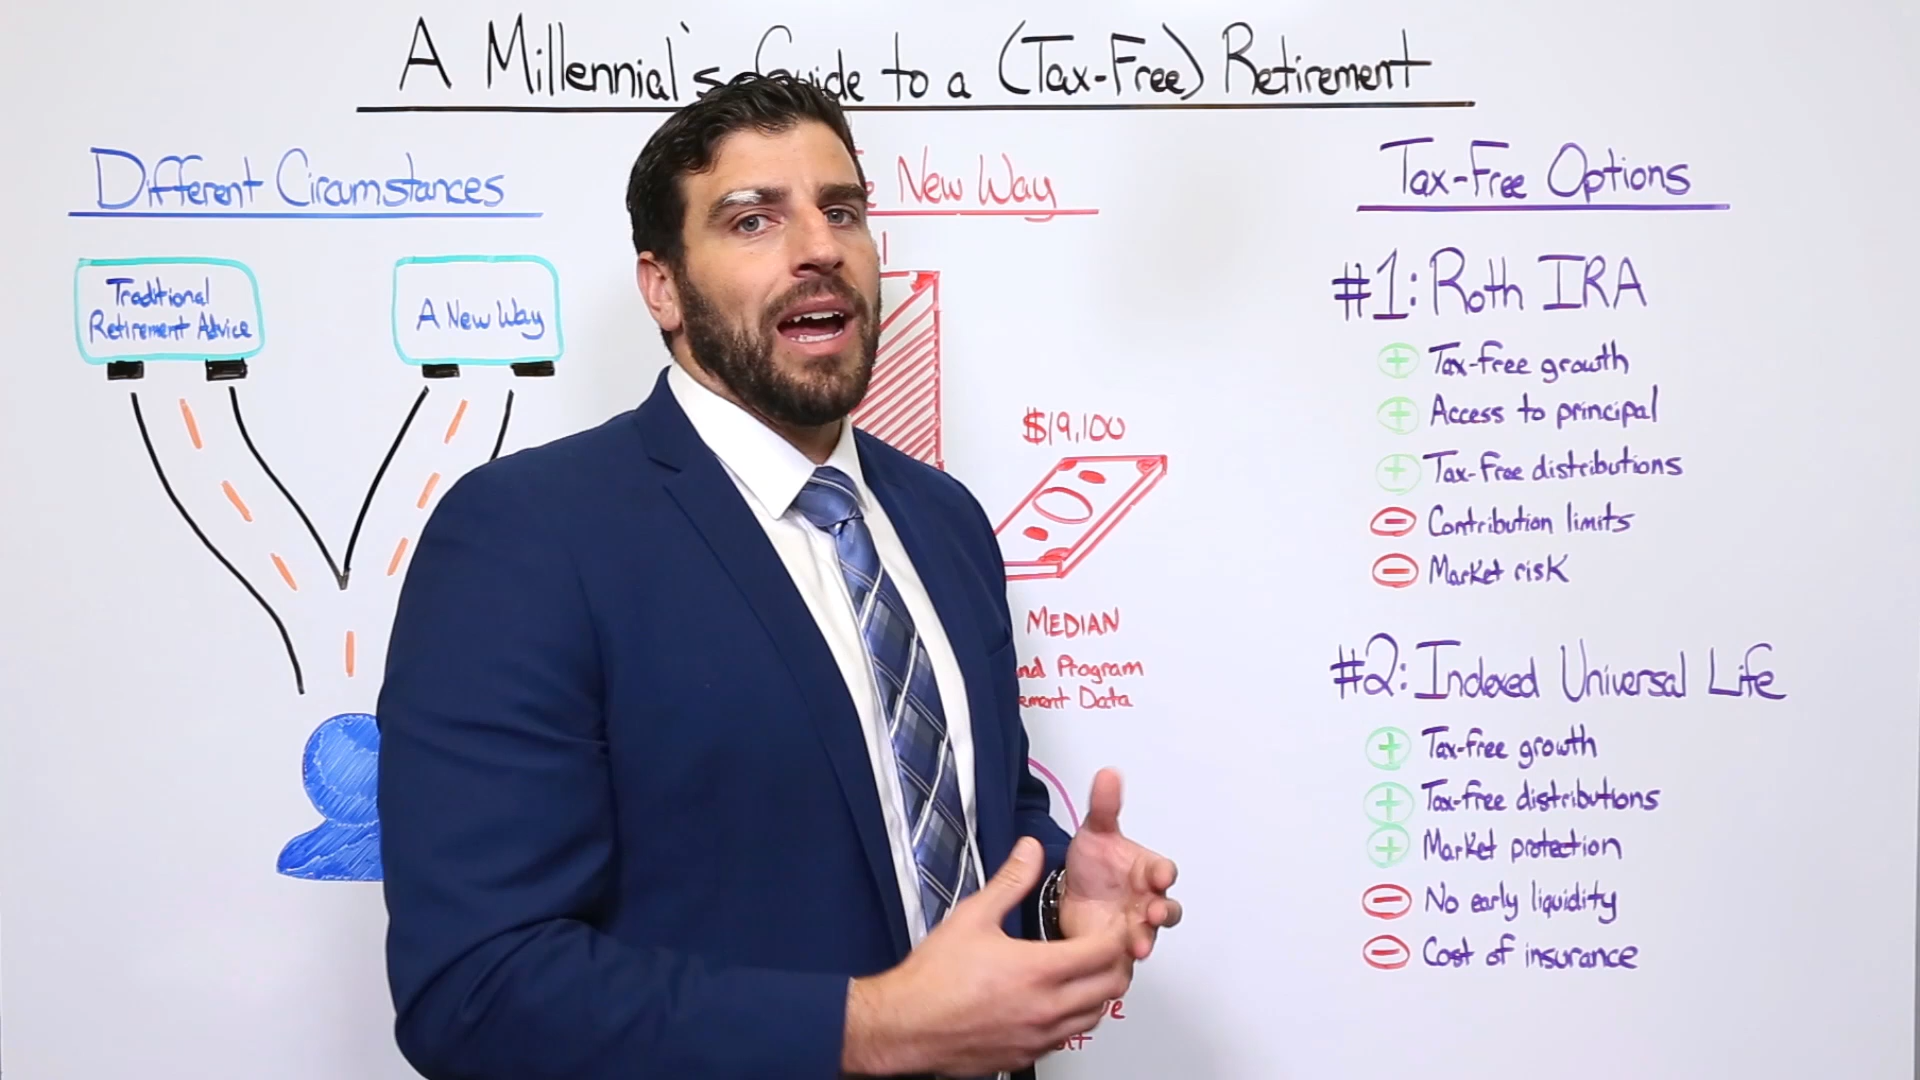 A Millennial's Guide to a (Tax-Free) Retirement
Different Circumstances
Traditional
Retirement Advice
A New Way
New Way
$19,100
MEDIAN
Program
Data
Tax-Free Options
#1: Roth IRA
+ Tax-free growth
+ Access to principal
+ Tax-free distributions
- Contribution limits
- Market risk
#2: Indexed Universal Life
+ Tax-free growth
+ Tax-free distributions
+ Market protection
- No early liquidity
- Cost of insurance